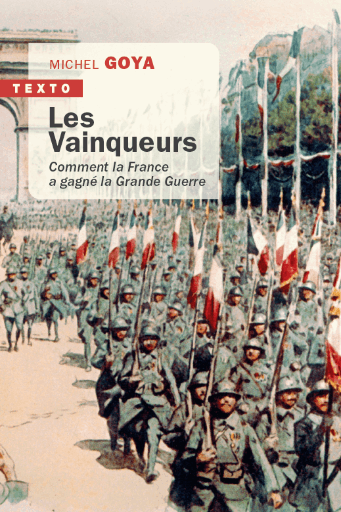 MICHEL GOYA
TEXTO
Les
Vainqueurs
Comment la France
a gagné la Grande Guerre